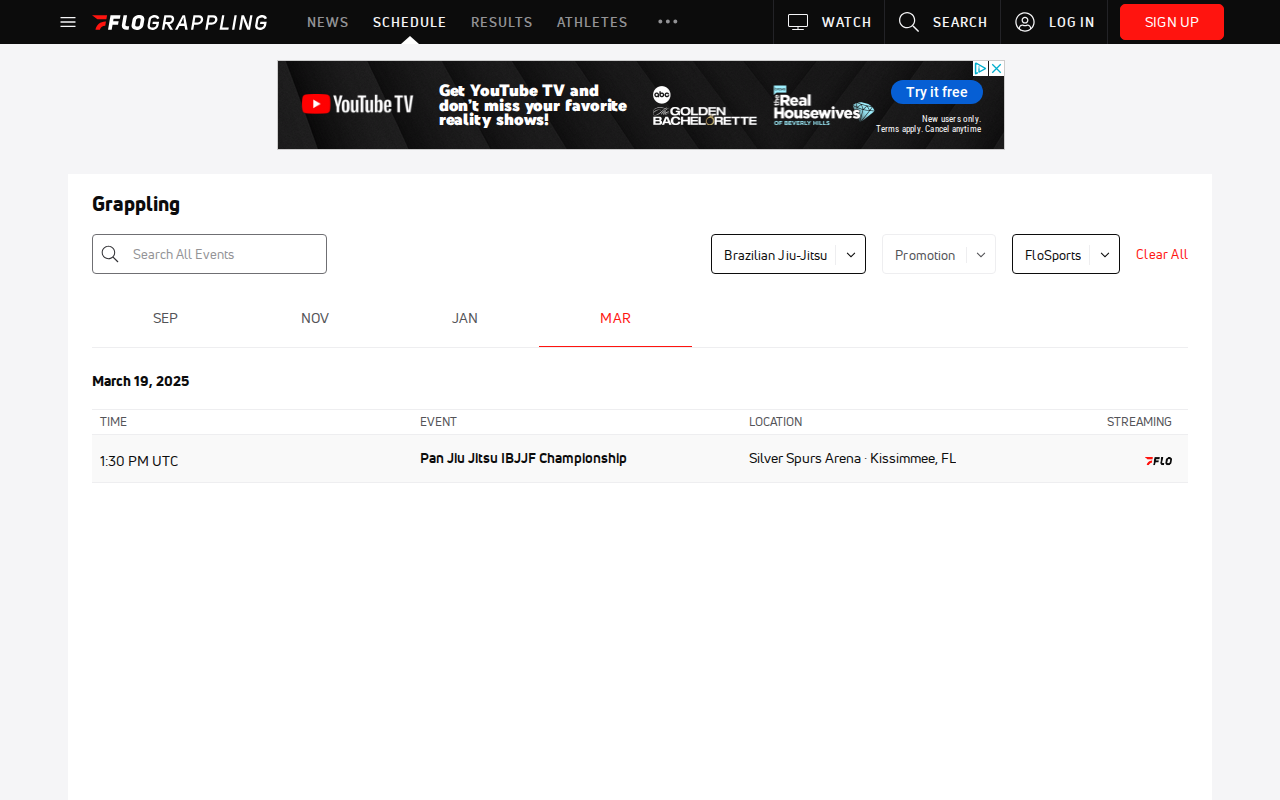 FLOGRAPPLING NEWS SCHEDULE RESULTS ATHLETES WATCH SEARCH LOG IN SIGN UP
YouTube TV
Get YouTube TV and
don't miss your favorite
reality shows!
abc
The GOLDEN
BACHELORETTE
the Real
Housewives
OF BEVERLY HILLS
Try it free
New users only.
Terms apply. Cancel anytime
Grappling
Search All Events
Brazilian Jiu-Jitsu Promotion FloSports Clear All
SEP NOV JAN MAR
March 19, 2025
TIME EVENT LOCATION STREAMING
1:30 PM UTC Pan Jiu Jitsu IBJJF Championship Silver Spurs Arena · Kissimmee, FL FLO